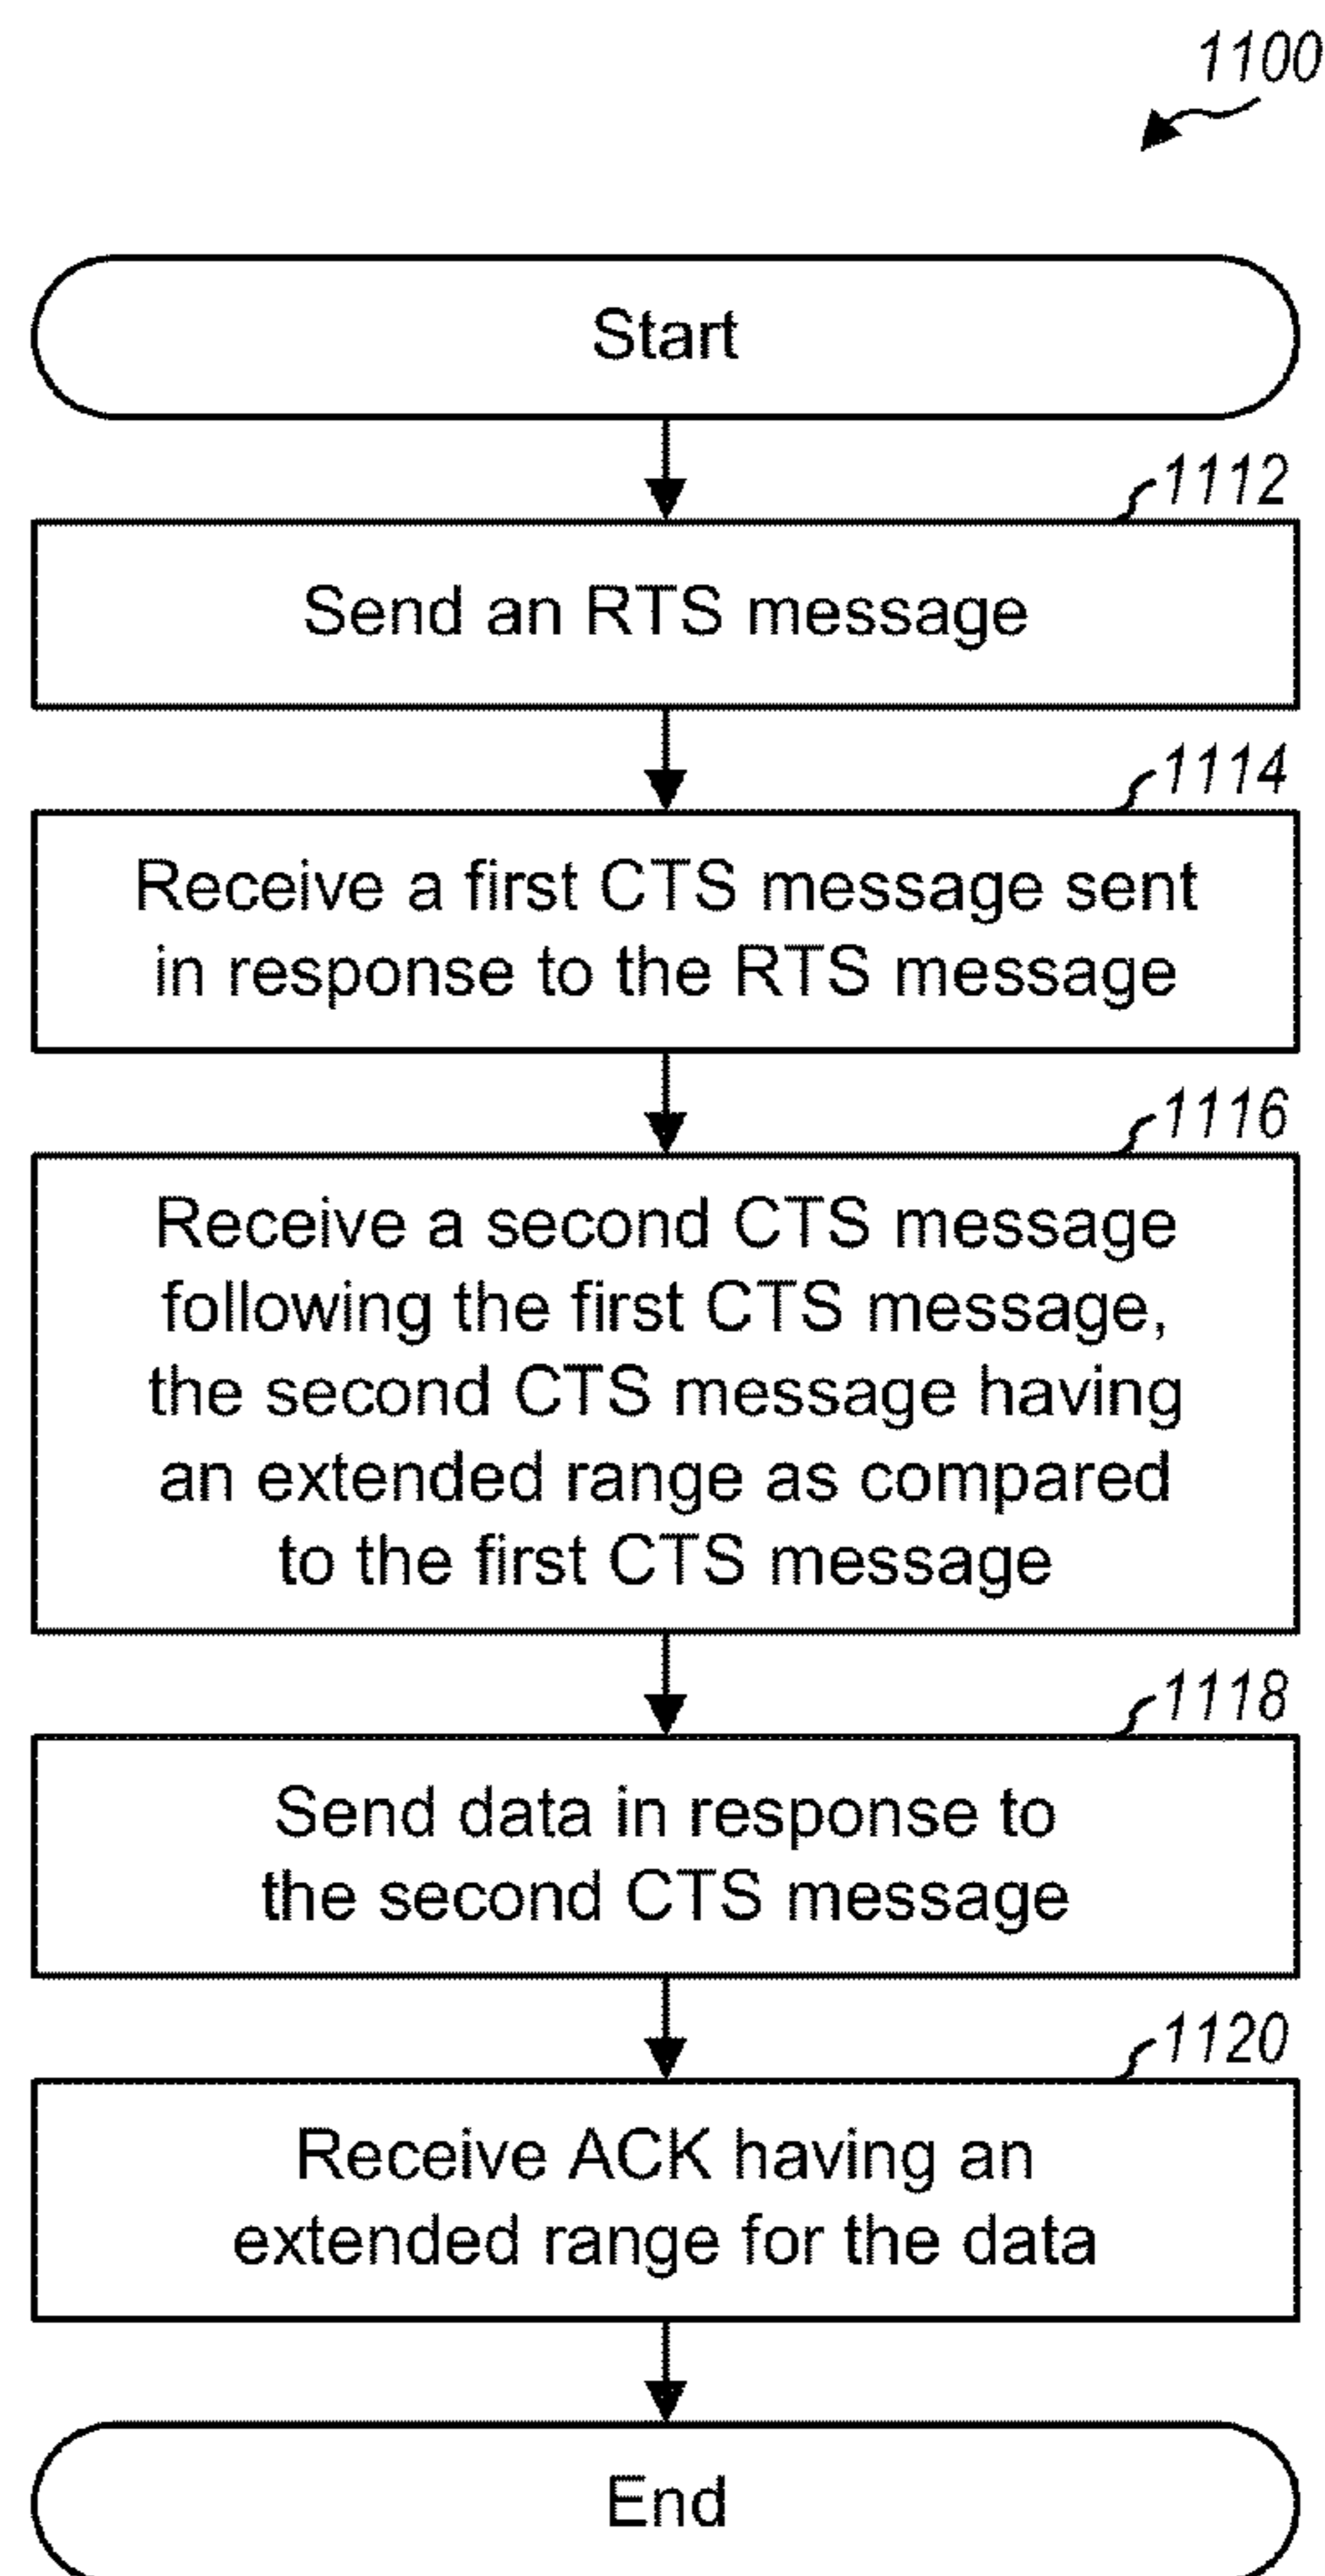 1100
Start
1112
Send an RTS message
1114
Receive a first CTS message sent
in response to the RTS message
1116
Receive a second CTS message
following the first CTS message,
the second CTS message having
an extended range as compared
to the first CTS message
1118
Send data in response to
the second CTS message
1120
Receive ACK having an
extended range for the data
End